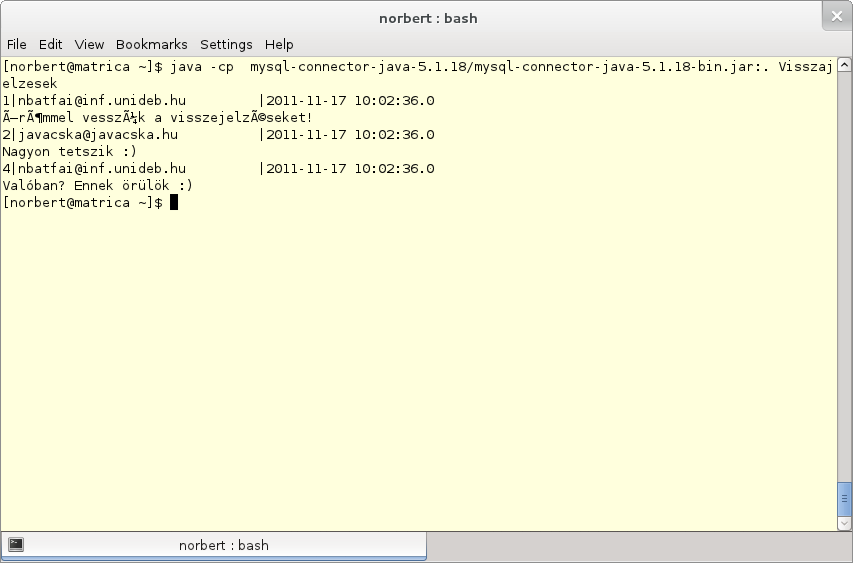 norbert : bash
File Edit View Bookmarks Settings Help
[norbert@matrica ~]$ java -cp  mysql-connector-java-5.1.18/mysql-connector-java-5.1.18-bin.jar:. Visszaj
elzesek
1|nbatfai@inf.unideb.hu         |2011-11-17 10:02:36.0
Ã–rÃ¶mmel vesszÃ¼k a visszejelzÃ©seket!
2|javacska@javacska.hu          |2011-11-17 10:02:36.0
Nagyon tetszik :)
4|nbatfai@inf.unideb.hu         |2011-11-17 10:02:36.0
Valóban? Ennek örülök :)
[norbert@matrica ~]$
norbert : bash